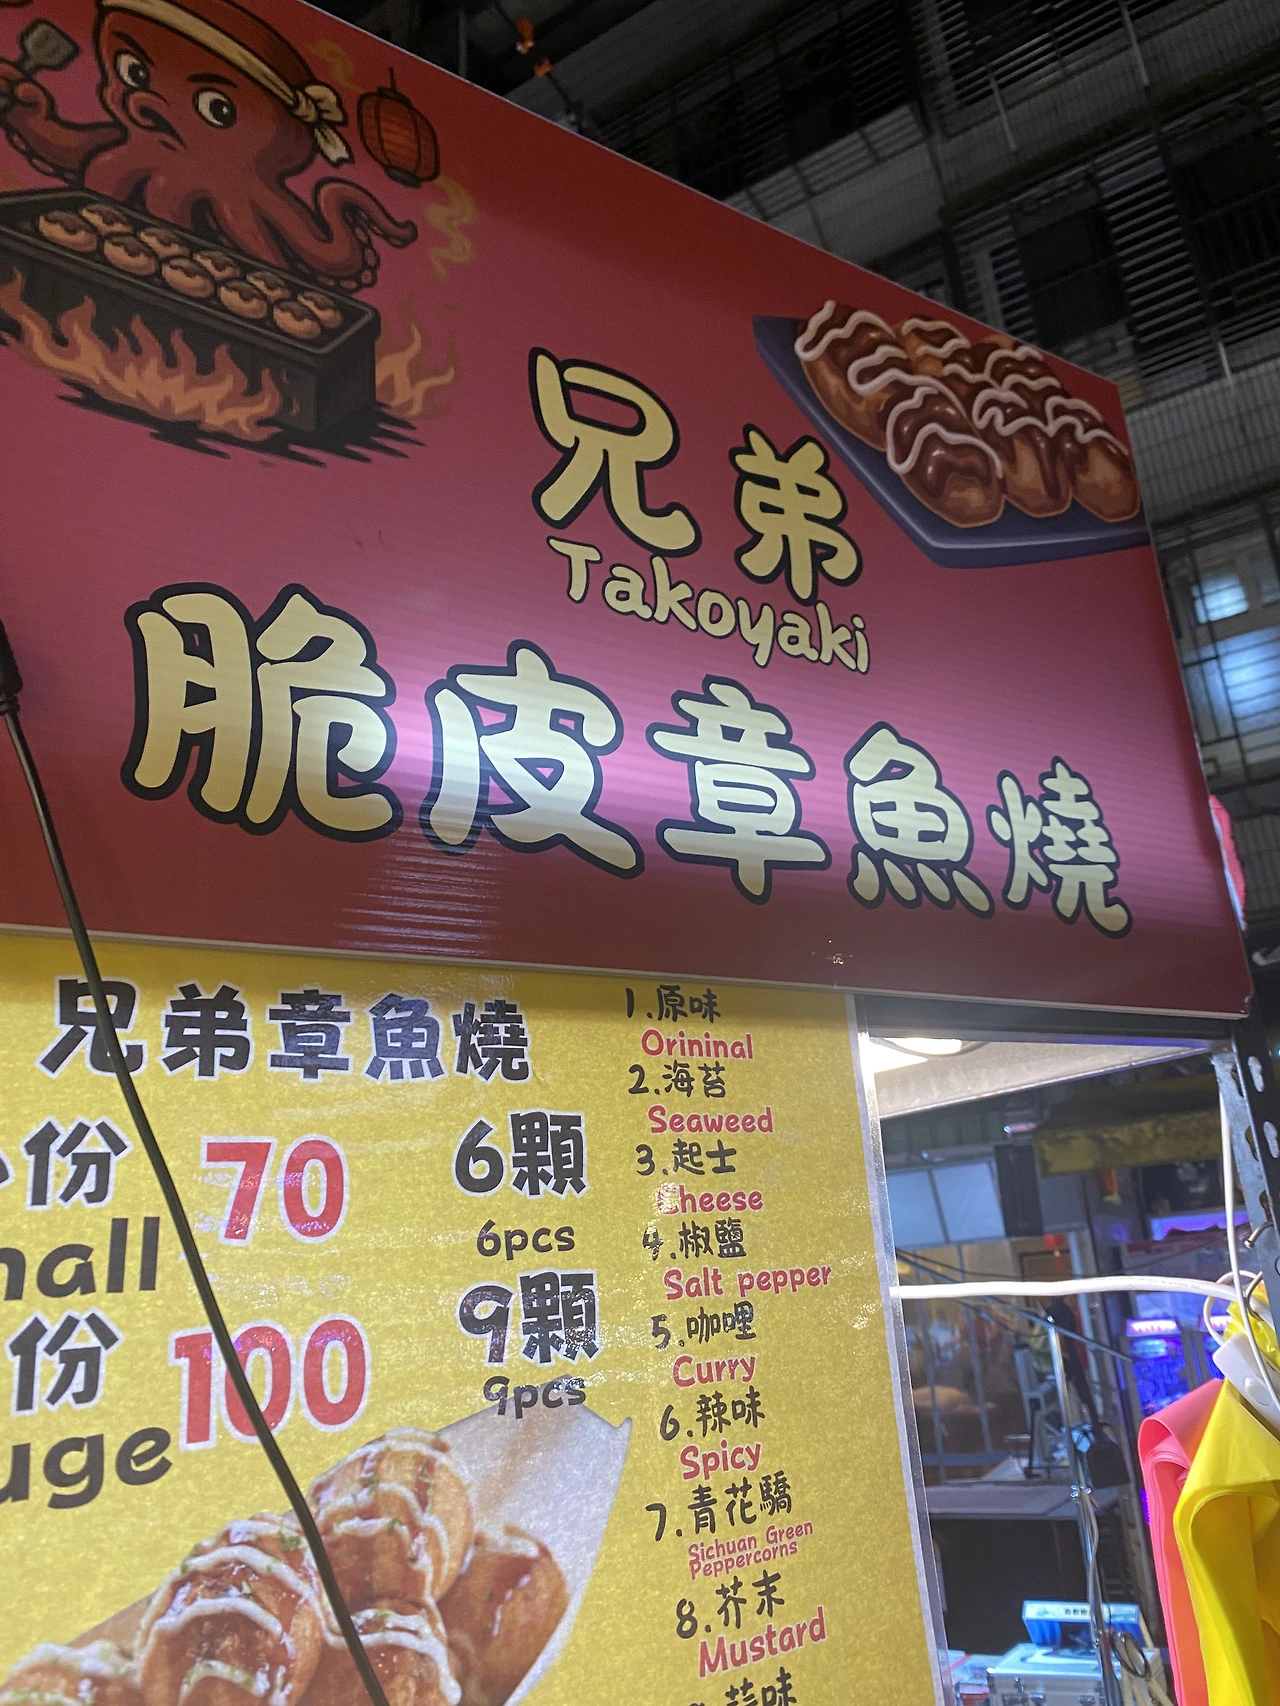 兄弟
Takoyaki
脆皮章魚燒
兄弟章魚燒
份 70 6顆
6pcs
份 100 9顆
9pcs
1.原味
Orininal
2.海苔
Seaweed
3.起士
Cheese
4.椒鹽
Salt pepper
5.咖哩
Curry
6.辣味
Spicy
7.青花驕
Sichuan Green
Peppercorns
8.芥末
Mustard
蒜味